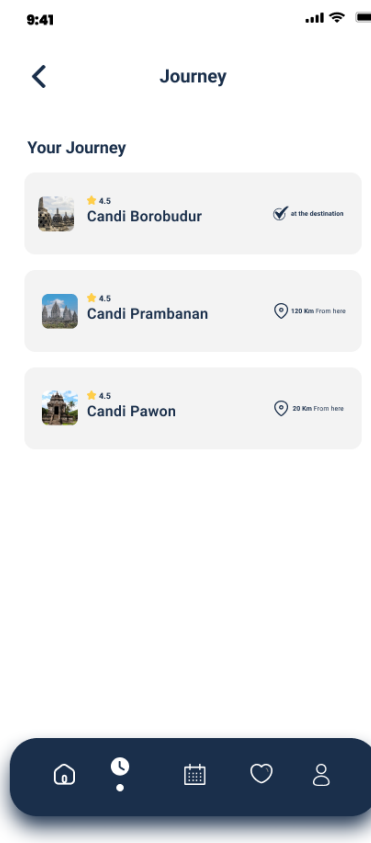 9:41
Journey
Your Journey
4.5
Candi Borobudur
at the destination
4.5
Candi Prambanan
120 Km From here
4.5
Candi Pawon
20 Km From here